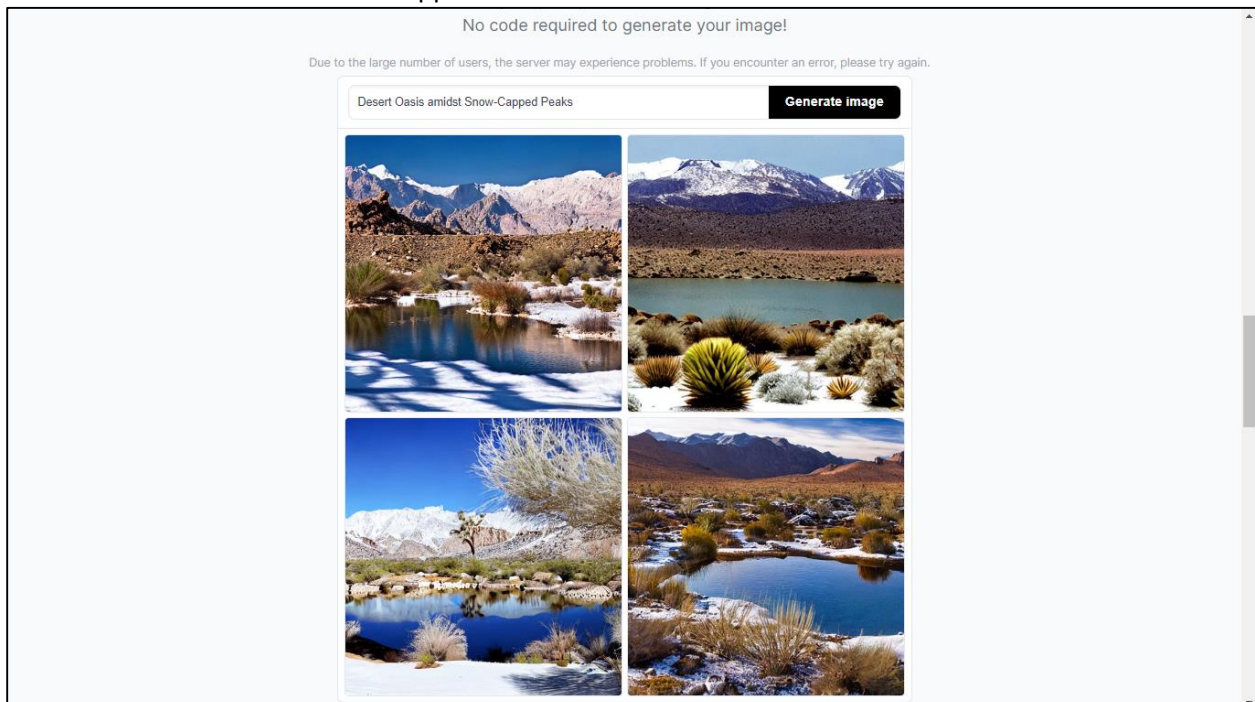 No code required to generate your image!
Due to the large number of users, the server may experience problems. If you encounter an error, please try again.
Desert Oasis amidst Snow-Capped Peaks
Generate image